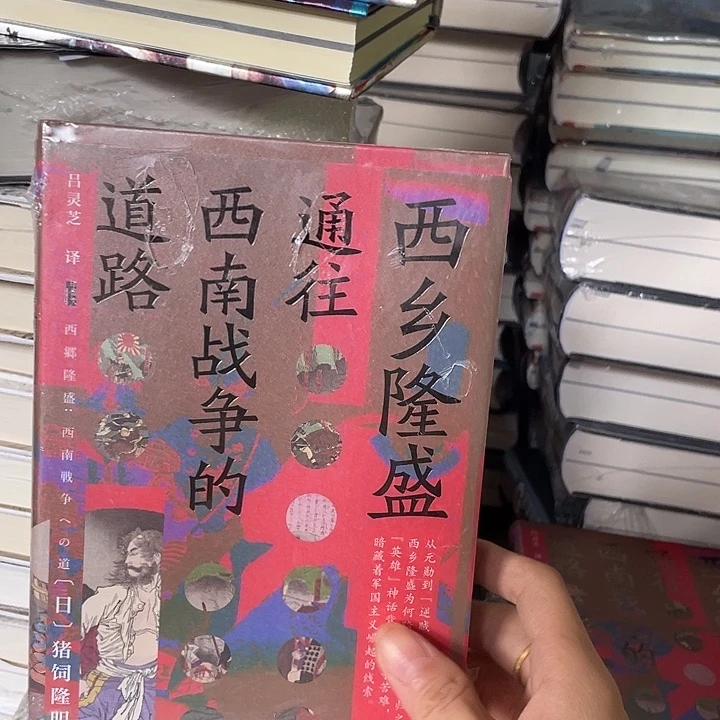 西乡隆盛
通往
西南战争的
道路
吕灵芝 译
西郷隆盛：西南戦争への道
〔日〕猪饲隆明
从元勋到「逆贼
西乡隆盛为何
「英雄」神话
苦难，
暗藏着军国主义崛起的线索。